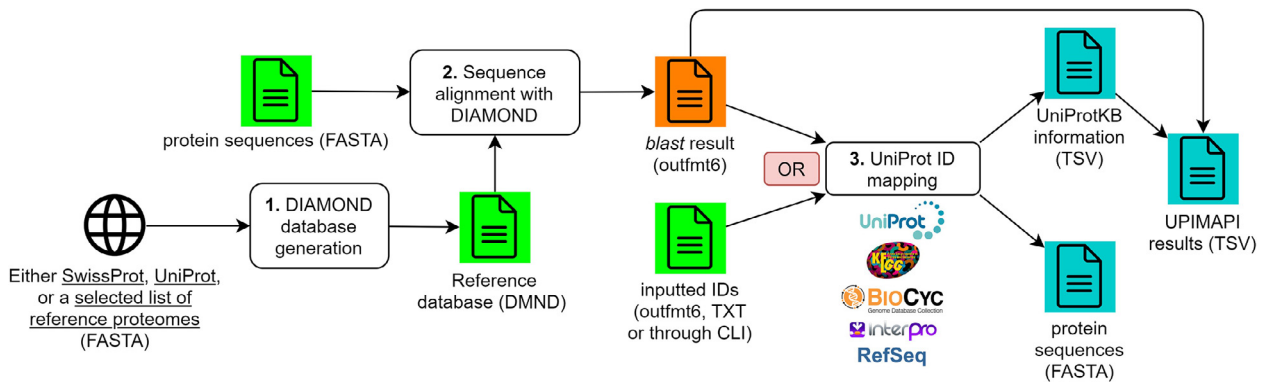 protein sequences (FASTA)
2. Sequence
alignment with
DIAMOND
blast result
(outfmt6)
UniProtKB
information
(TSV)
OR
3. UniProt ID
mapping
UPIMAPI
results (TSV)
1. DIAMOND
database
generation
Either SwissProt, UniProt,
or a selected list of
reference proteomes
(FASTA)
Reference
database (DMND)
inputted IDs
(outfmt6, TXT
or through CLI)
UniProt
KEGG
BIOCYC
Genome Database Collection
interpro
RefSeq
protein
sequences
(FASTA)